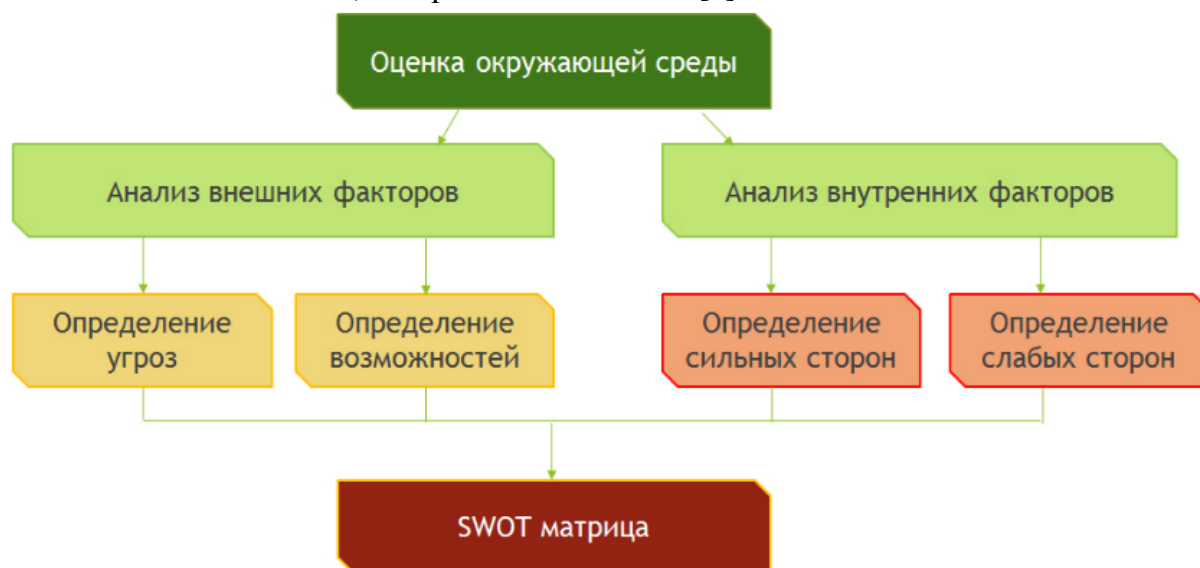 Оценка окружающей среды
Анализ внешних факторов
Анализ внутренних факторов
Определение
угроз
Определение
возможностей
Определение
сильных сторон
Определение
слабых сторон
SWOT матрица